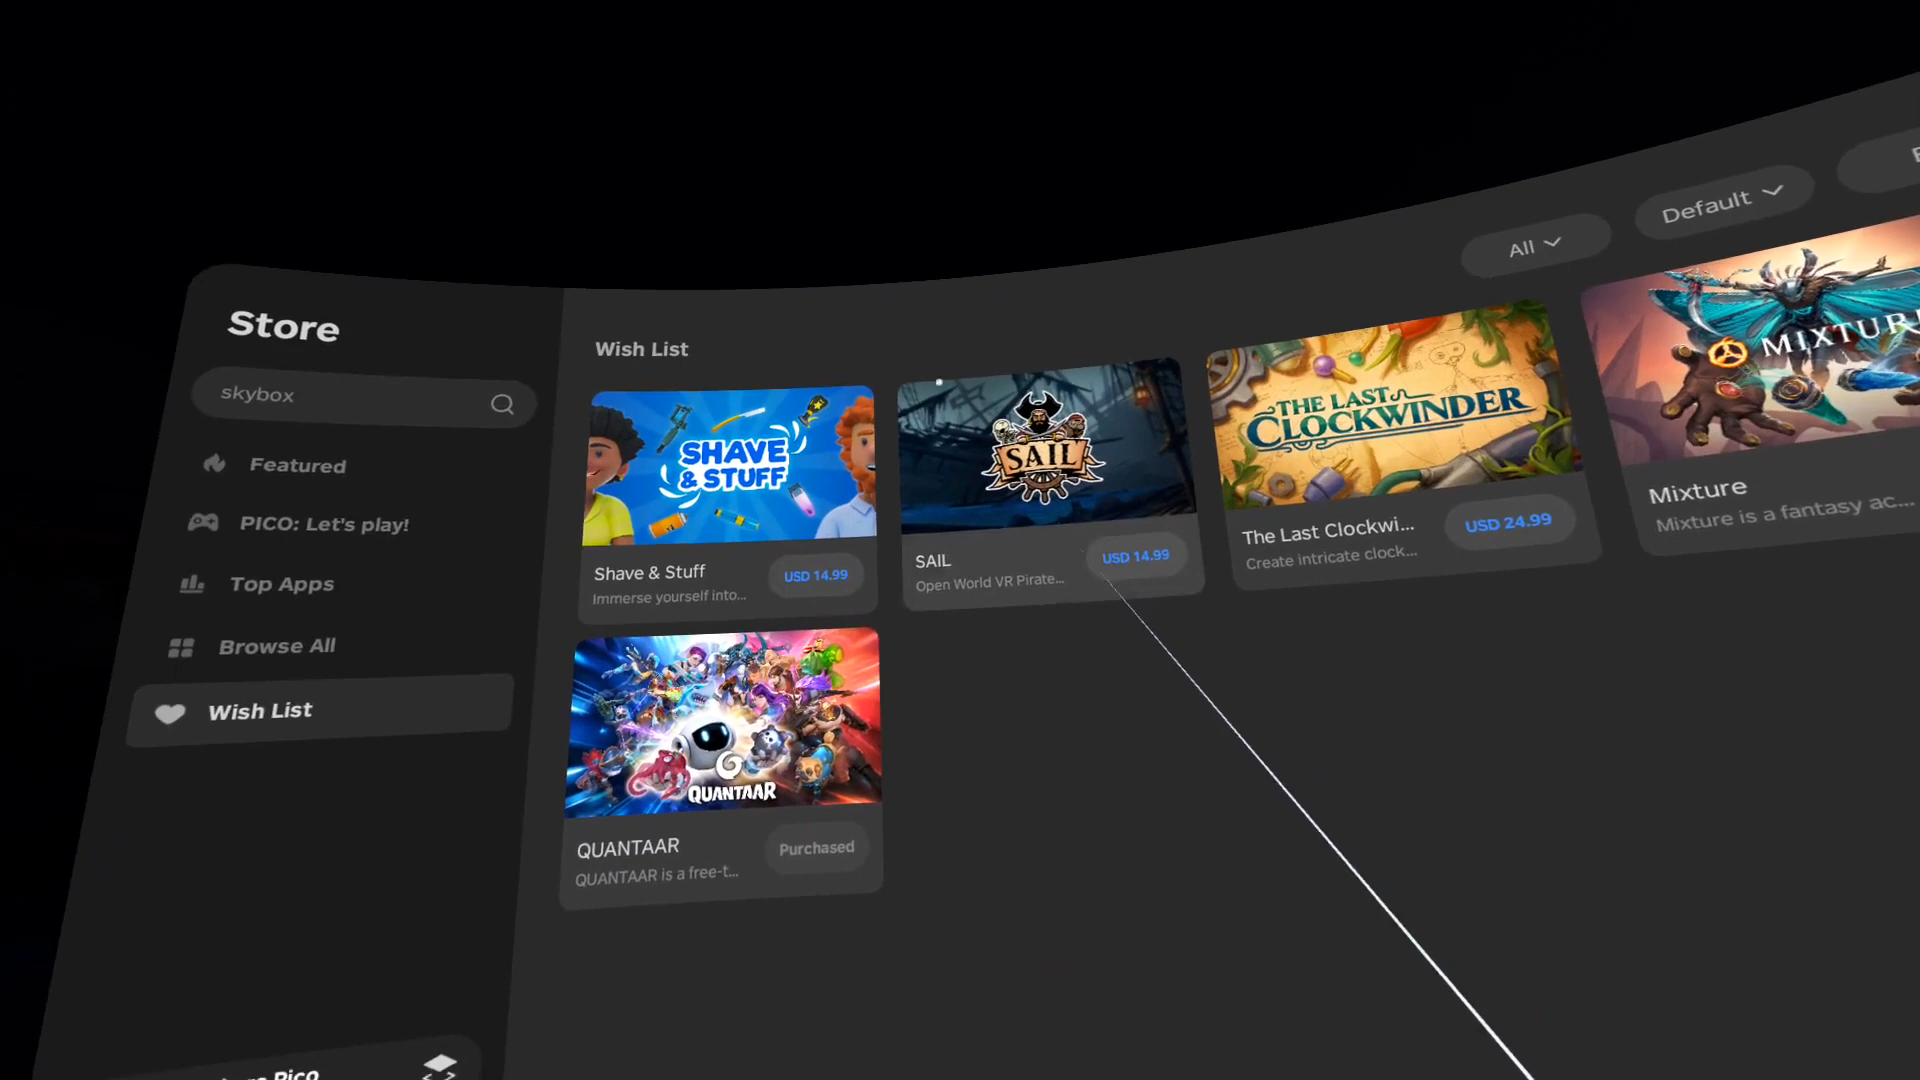 Store
skybox
Featured
PICO: Let's play!
Top Apps
Browse All
Wish List
Pico
Wish List
All
Default
SHAVE
& STUFF
Shave & Stuff
Immerse yourself into...
USD 14.99
SAIL
SAIL
Open World VR Pirate...
USD 14.99
THE LAST
CLOCKWINDER
The Last Clockwi...
Create intricate clock...
USD 24.99
MIXTURE
Mixture
Mixture is a fantasy ac...
QUANTAAR
QUANTAAR
QUANTAAR is a free-t...
Purchased